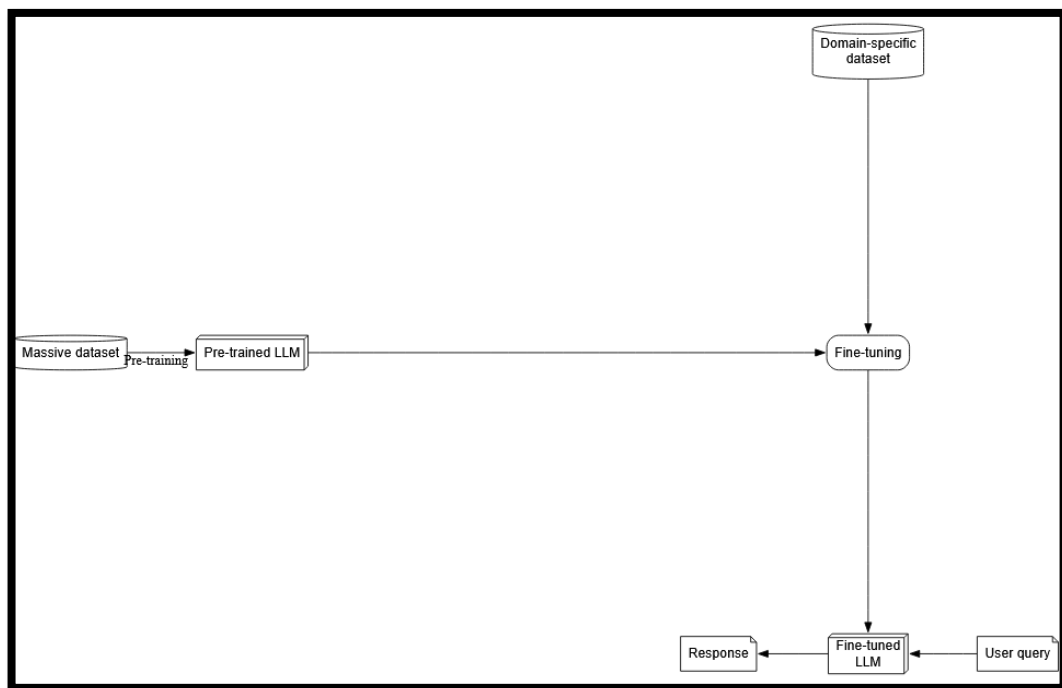 Domain-specific
dataset
Massive dataset
Pre-training
Pre-trained LLM
Fine-tuning
Response
Fine-tuned
LLM
User query